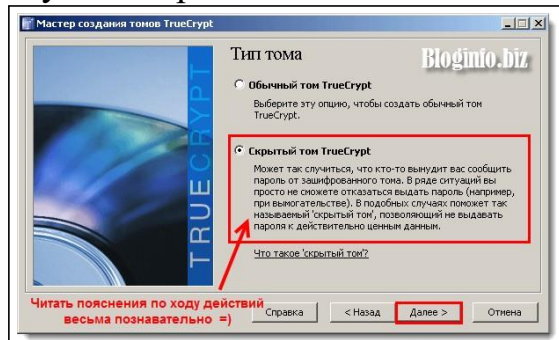 Мастер создания томов TrueCrypt
Тип тома
Bloginfo.biz
Обычный том TrueCrypt
Выберите эту опцию, чтобы создать обычный том
TrueCrypt.
Скрытый том TrueCrypt
Может так случиться, что кто-то вынудит вас сообщить
пароль от зашифрованного тома. В ряде ситуаций вы
просто не сможете отказаться выдать пароль (например,
при вымогательстве). В подобных случаях поможет так
называемый 'скрытый том', позволяющий не выдавать
пароля к действительно ценным данным.
Что такое 'скрытый том'?
TRUECRYPT
Читать пояснения по ходу действий
весьма познавательно =)
Справка
< Назад
Далее >
Отмена